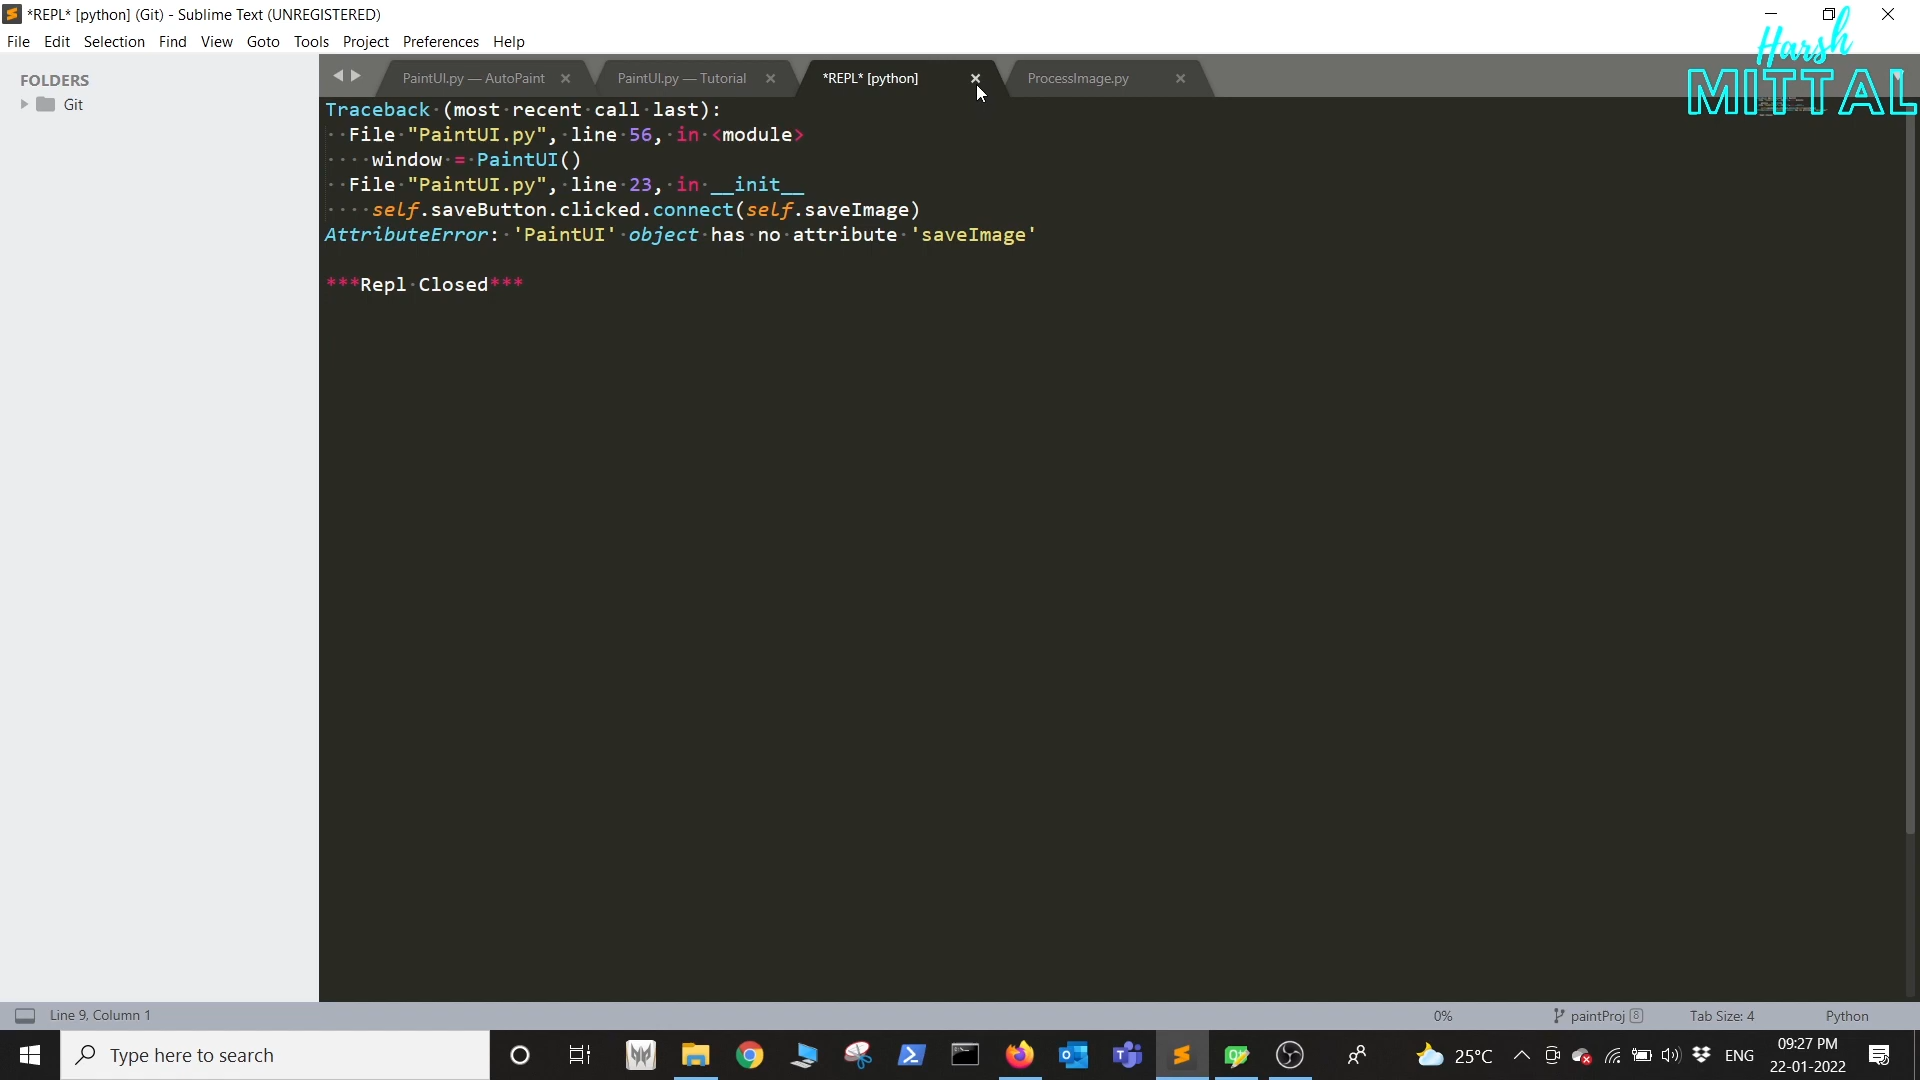 *REPL* [python] (Git) - Sublime Text (UNREGISTERED)
File Edit Selection Find View Goto Tools Project Preferences Help
Harsh
MITTAL
FOLDERS
Git
PaintUI.py — AutoPaint
PaintUI.py — Tutorial
*REPL* [python]
ProcessImage.py
Traceback (most recent call last):
File "PaintUI.py", line 56, in <module>
window = PaintUI()
File "PaintUI.py", line 23, in __init__
self.saveButton.clicked.connect(self.saveImage)
AttributeError: 'PaintUI' object has no attribute 'saveImage'
***Repl Closed***
Line 9, Column 1
0%
paintProj 8
Tab Size: 4
Python
Type here to search
25°C
ENG
09:27 PM
22-01-2022